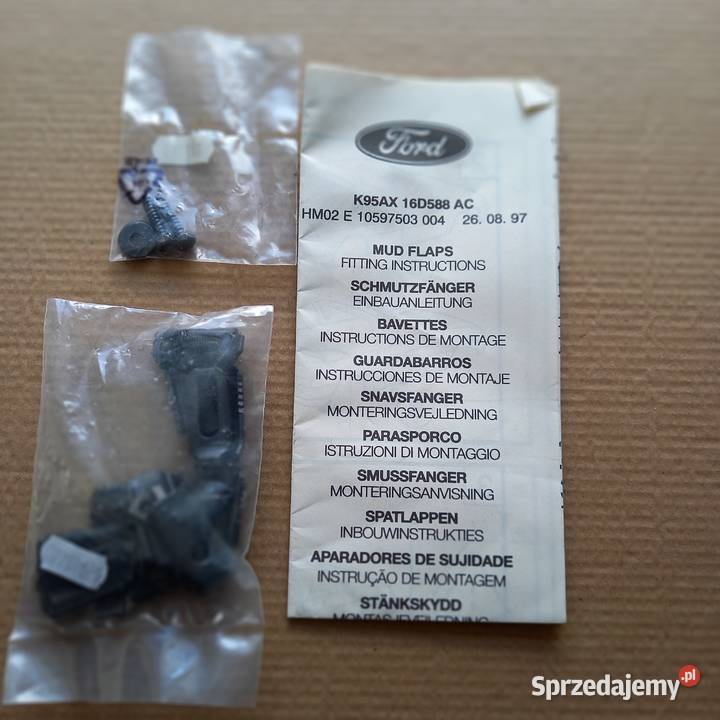 Ford
K95AX 16D588 AC
HM02 E 10597503 004 26. 08. 97
MUD FLAPS
FITTING INSTRUCTIONS
SCHMUTZFÄNGER
EINBAUANLEITUNG
BAVETTES
INSTRUCTIONS DE MONTAGE
GUARDABARROS
INSTRUCCIONES DE MONTAJE
SNAVSFANGER
MONTERINGSVEJLEDNING
PARASPORCO
ISTRUZIONI DI MONTAGGIO
SMUSSFANGER
MONTERINGSANVISNING
SPATLAPPEN
INBOUWINSTRUKTIES
APARADORES DE SUJIDADE
INSTRUÇÃO DE MONTAGEM
STÄNKSKYDD
Sprzedajemy.pl